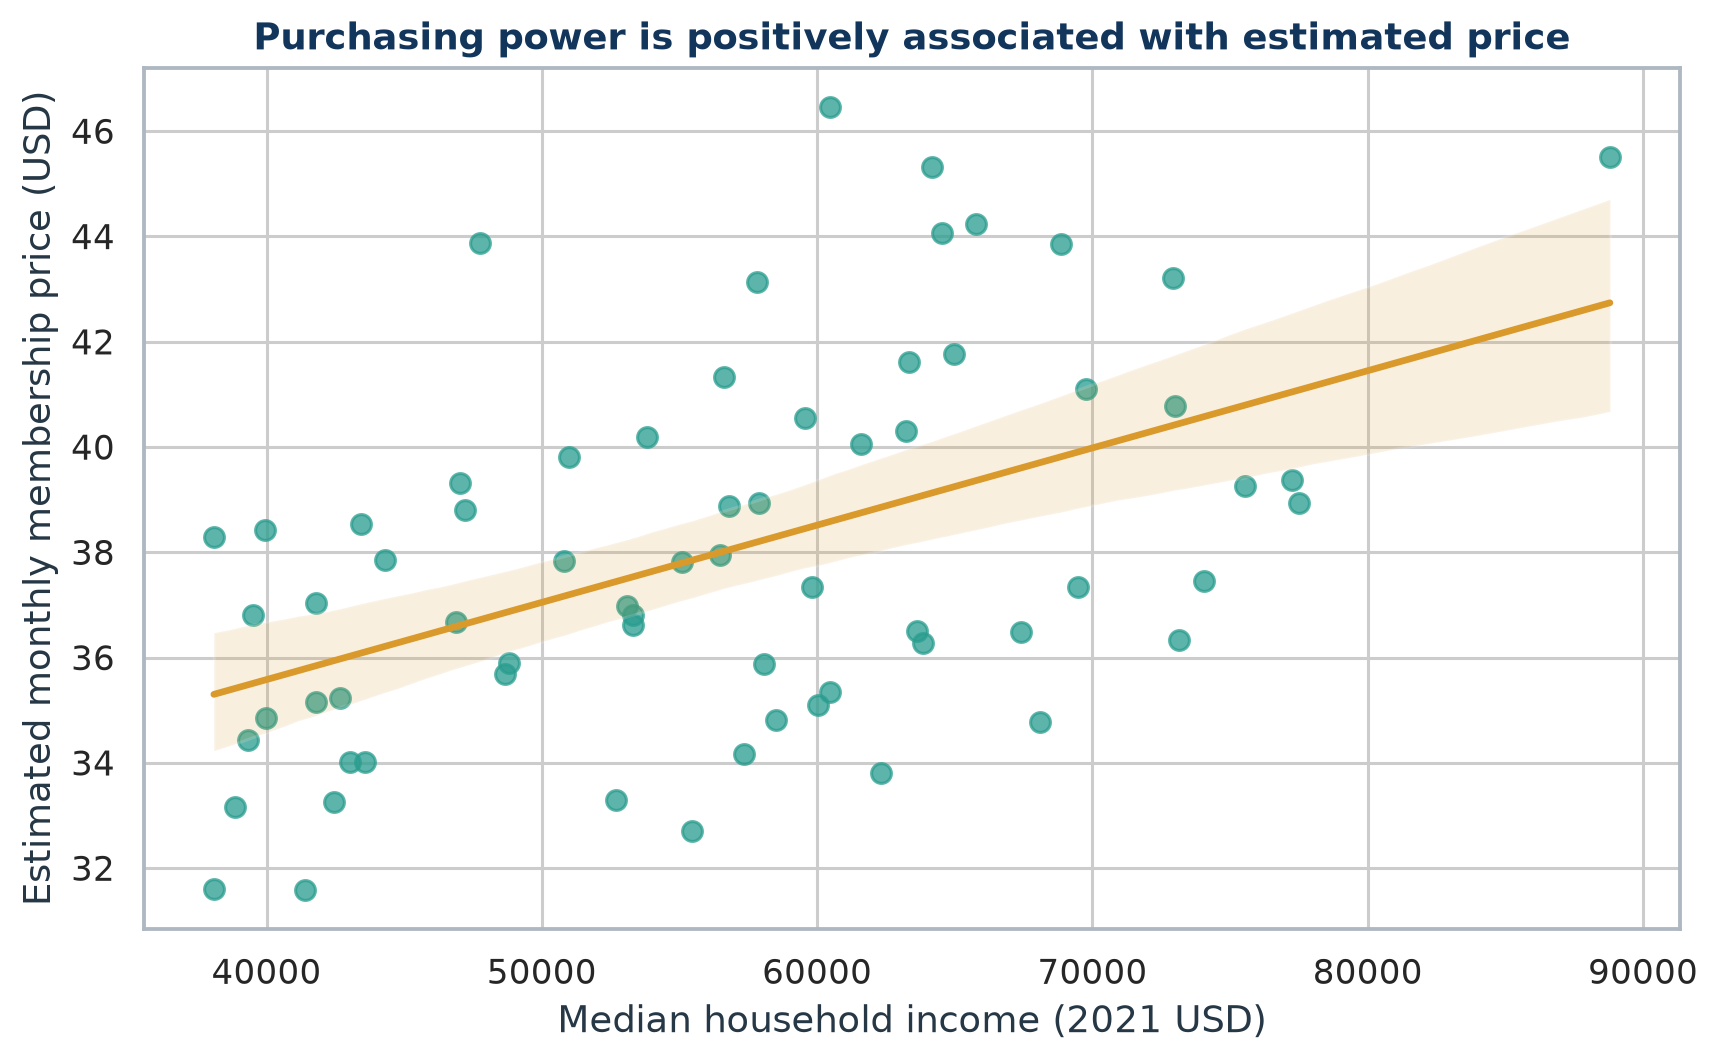 Purchasing power is positively associated with estimated price
Estimated monthly membership price (USD)
46
44
42
40
38
36
34
32
40000 50000 60000 70000 80000 90000
Median household income (2021 USD)